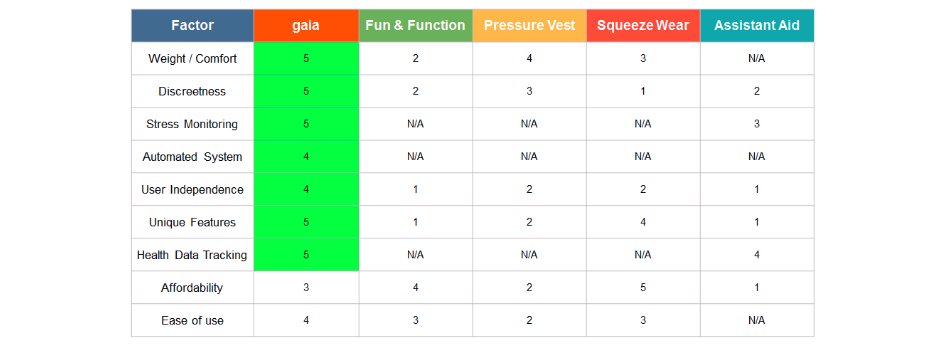 Factor gaia Fun & Function Pressure Vest Squeeze Wear Assistant Aid
Weight / Comfort 5 2 4 3 N/A
Discreetness 5 2 3 1 2
Stress Monitoring 5 N/A N/A N/A 3
Automated System 4 N/A N/A N/A N/A
User Independence 4 1 2 2 1
Unique Features 5 1 2 4 1
Health Data Tracking 5 N/A N/A N/A 4
Affordability 3 4 2 5 1
Ease of use 4 3 2 3 N/A